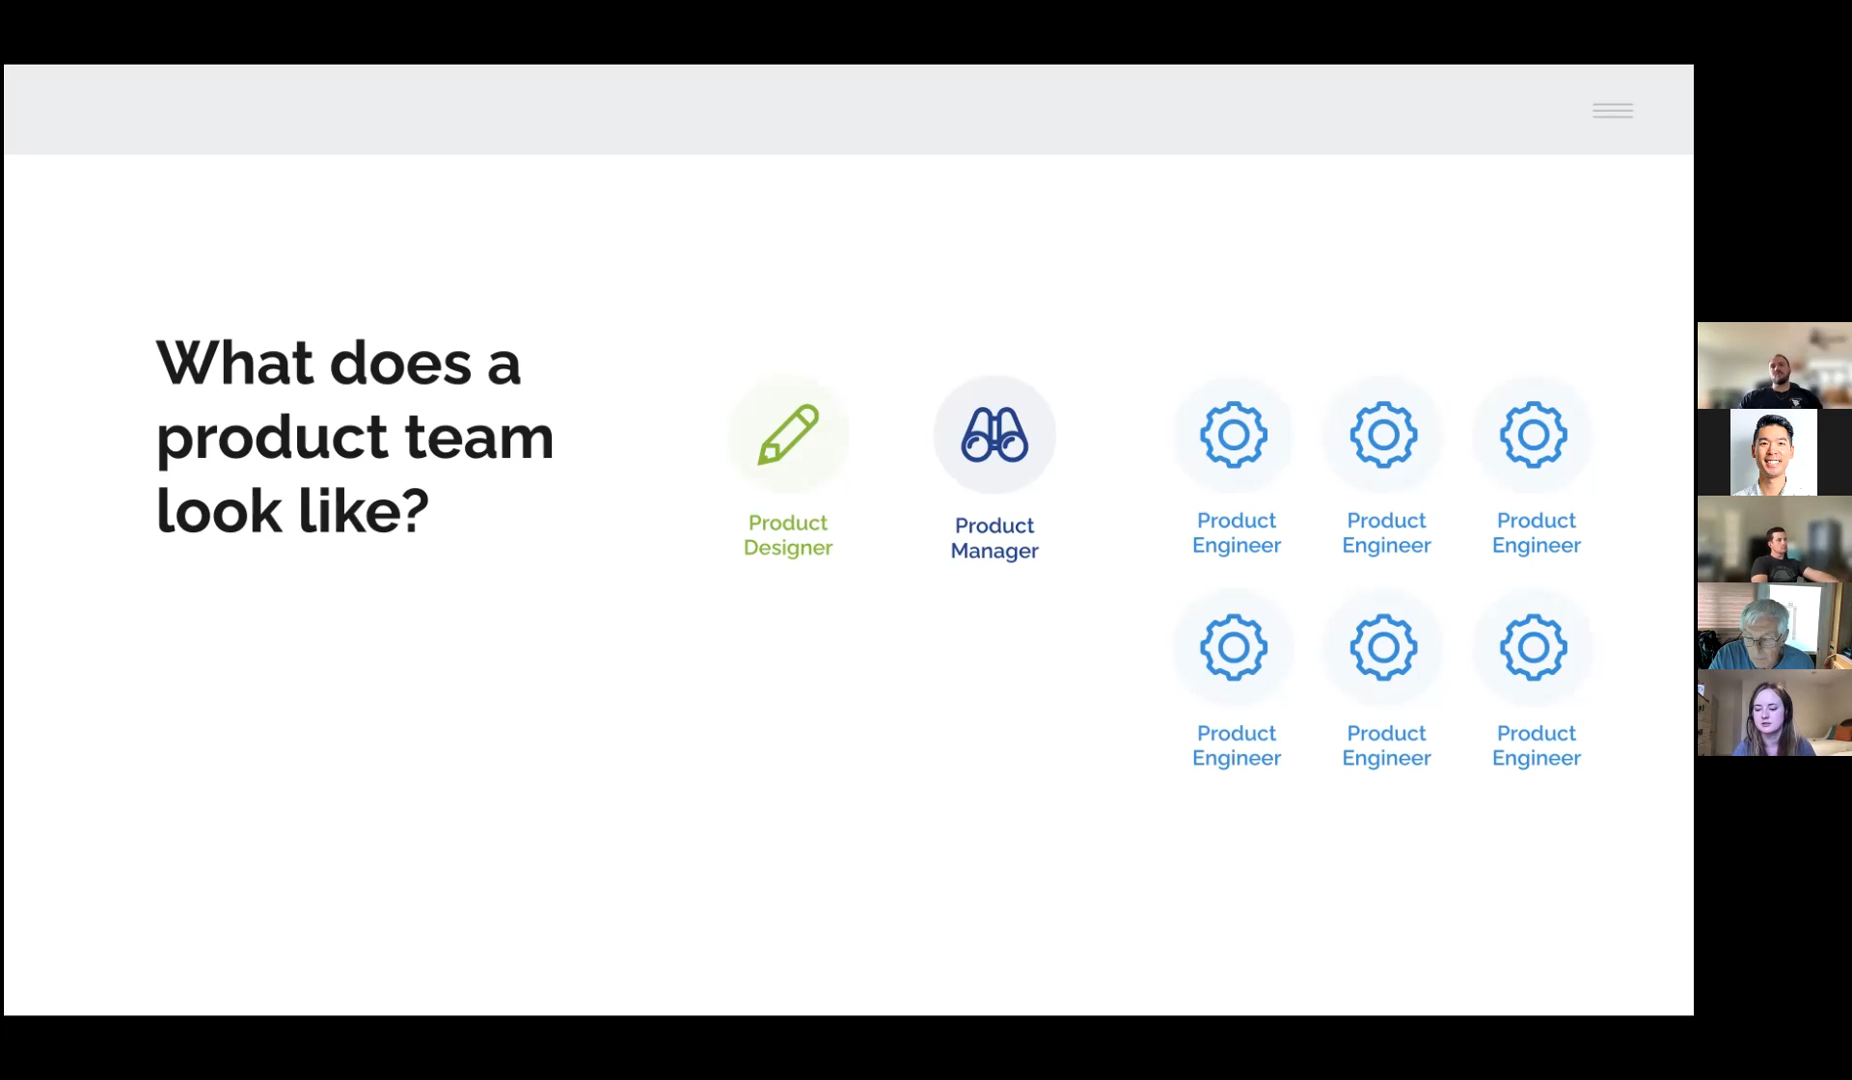 What does a
product team
look like?
Product
Designer
Product
Manager
Product
Engineer
Product
Engineer
Product
Engineer
Product
Engineer
Product
Engineer
Product
Engineer